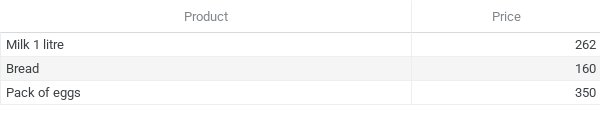 Product Price
Milk 1 litre 262
Bread 160
Pack of eggs 350